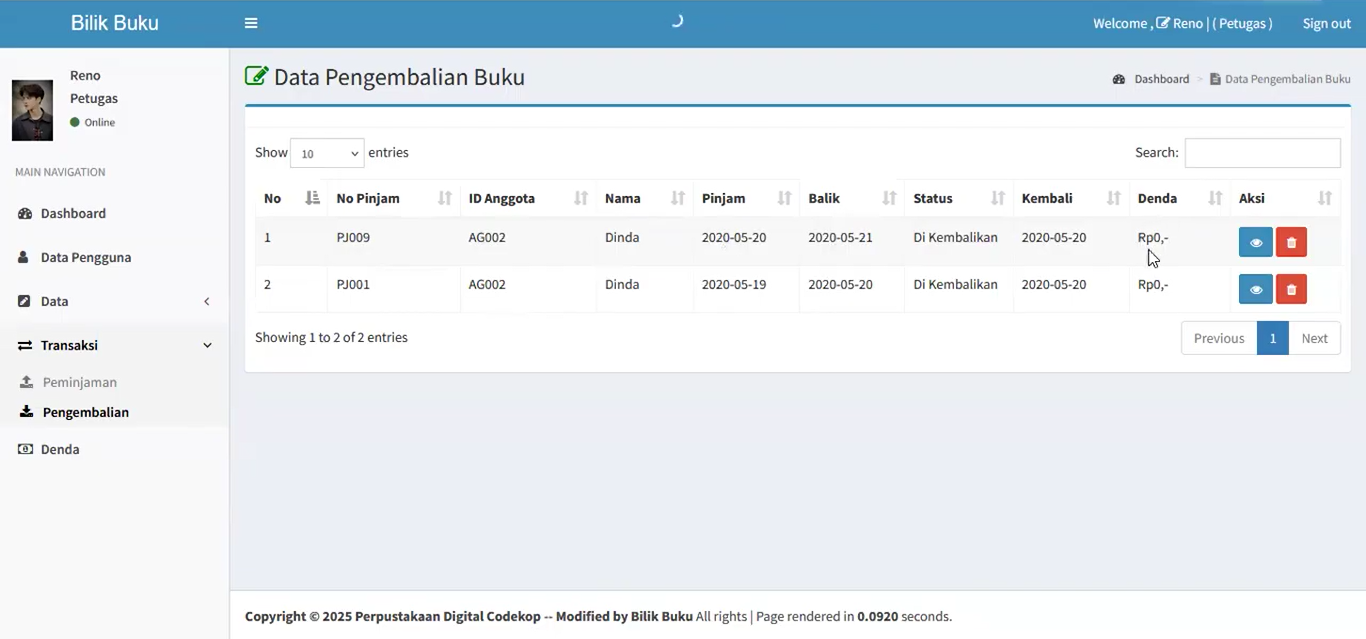 Bilik Buku
Welcome , Reno | ( Petugas )
Sign out
Reno
Petugas
Online
MAIN NAVIGATION
Dashboard
Data Pengguna
Data
Transaksi
Peminjaman
Pengembalian
Denda
Data Pengembalian Buku
Dashboard > Data Pengembalian Buku
Show 10 entries
Search:
No No Pinjam ID Anggota Nama Pinjam Balik Status Kembali Denda Aksi
1 PJ009 AG002 Dinda 2020-05-20 2020-05-21 Di Kembalikan 2020-05-20 Rp0,-
2 PJ001 AG002 Dinda 2020-05-19 2020-05-20 Di Kembalikan 2020-05-20 Rp0,-
Showing 1 to 2 of 2 entries
Previous 1 Next
Copyright © 2025 Perpustakaan Digital Codekop -- Modified by Bilik Buku All rights | Page rendered in 0.0920 seconds.